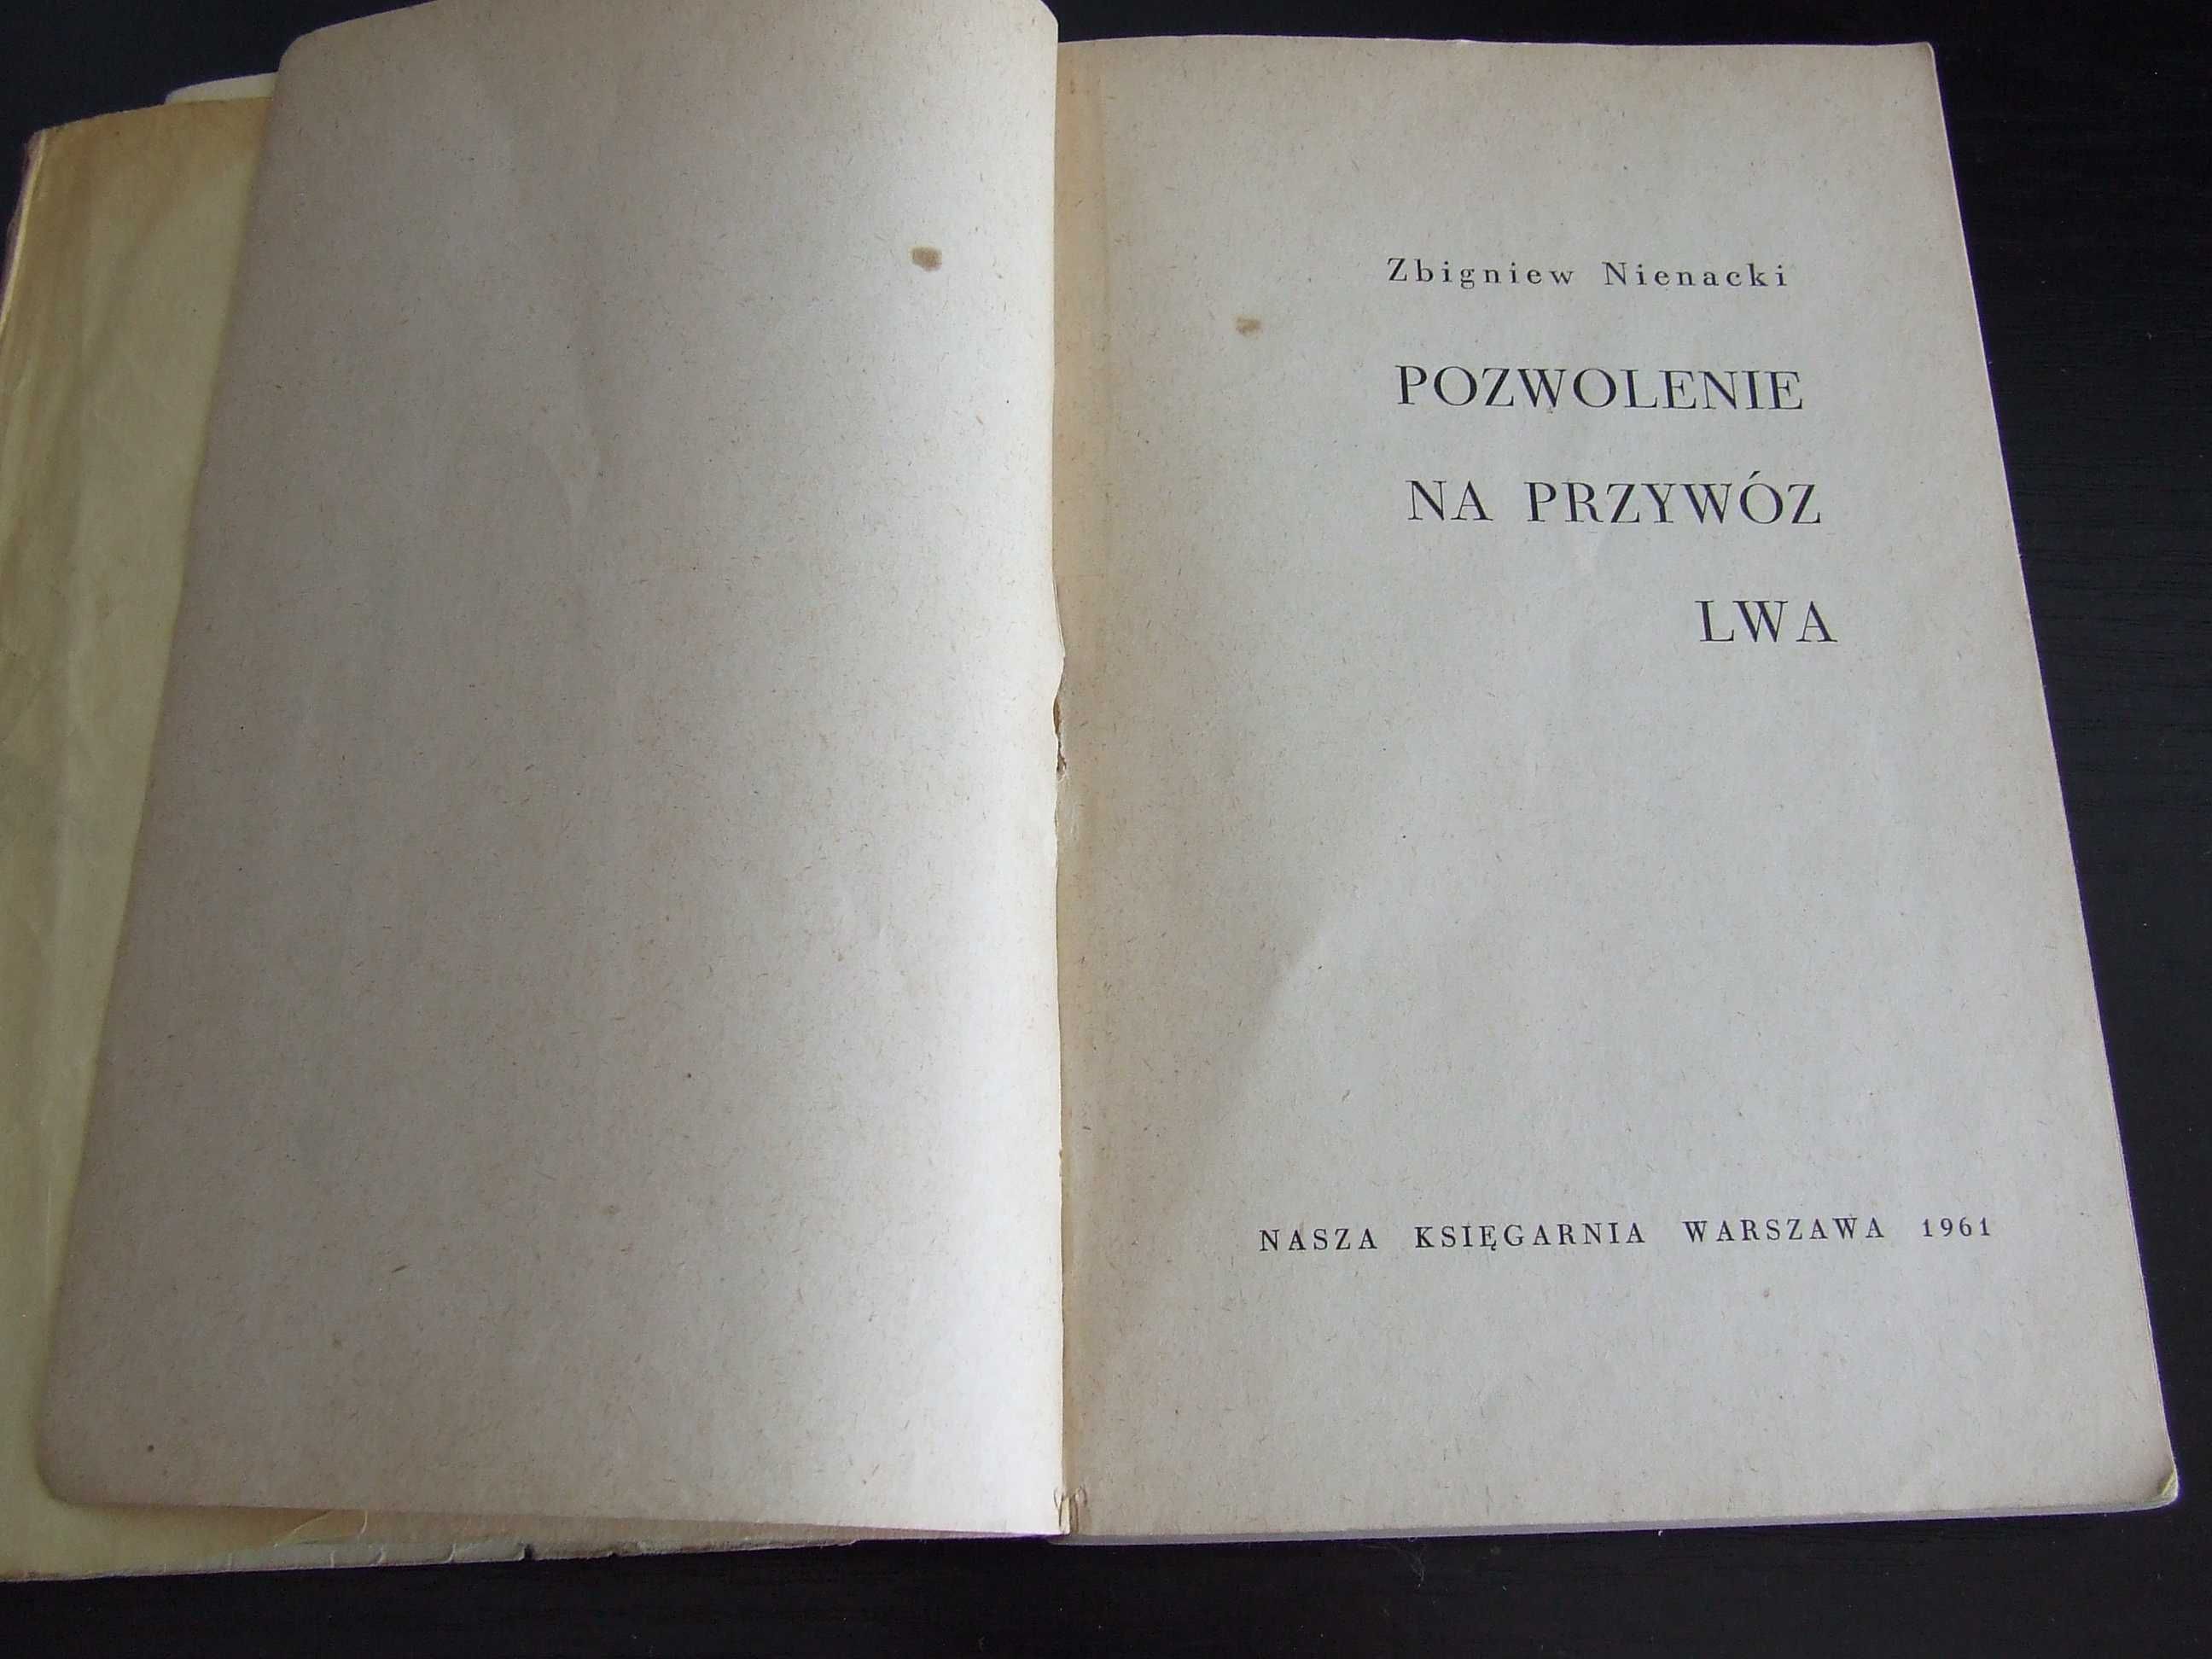 Zbigniew Nienacki
POZWOLENIE
NA PRZYWÓZ
LWA
NASZA KSIĘGARNIA WARSZAWA 1961